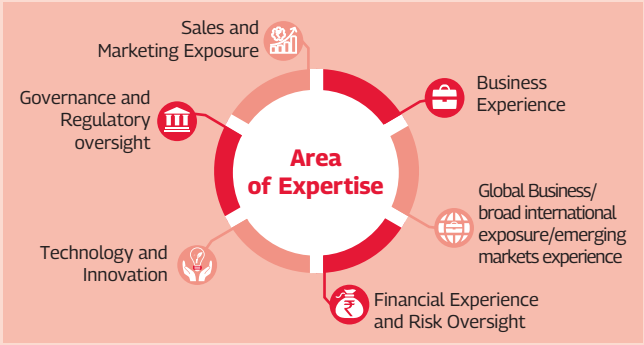 Sales and
Marketing Exposure
Business
Experience
Governance and
Regulatory
oversight
Area
of Expertise
Global Business/
broad international
exposure/emerging
markets experience
Technology and
Innovation
₹
Financial Experience
and Risk Oversight